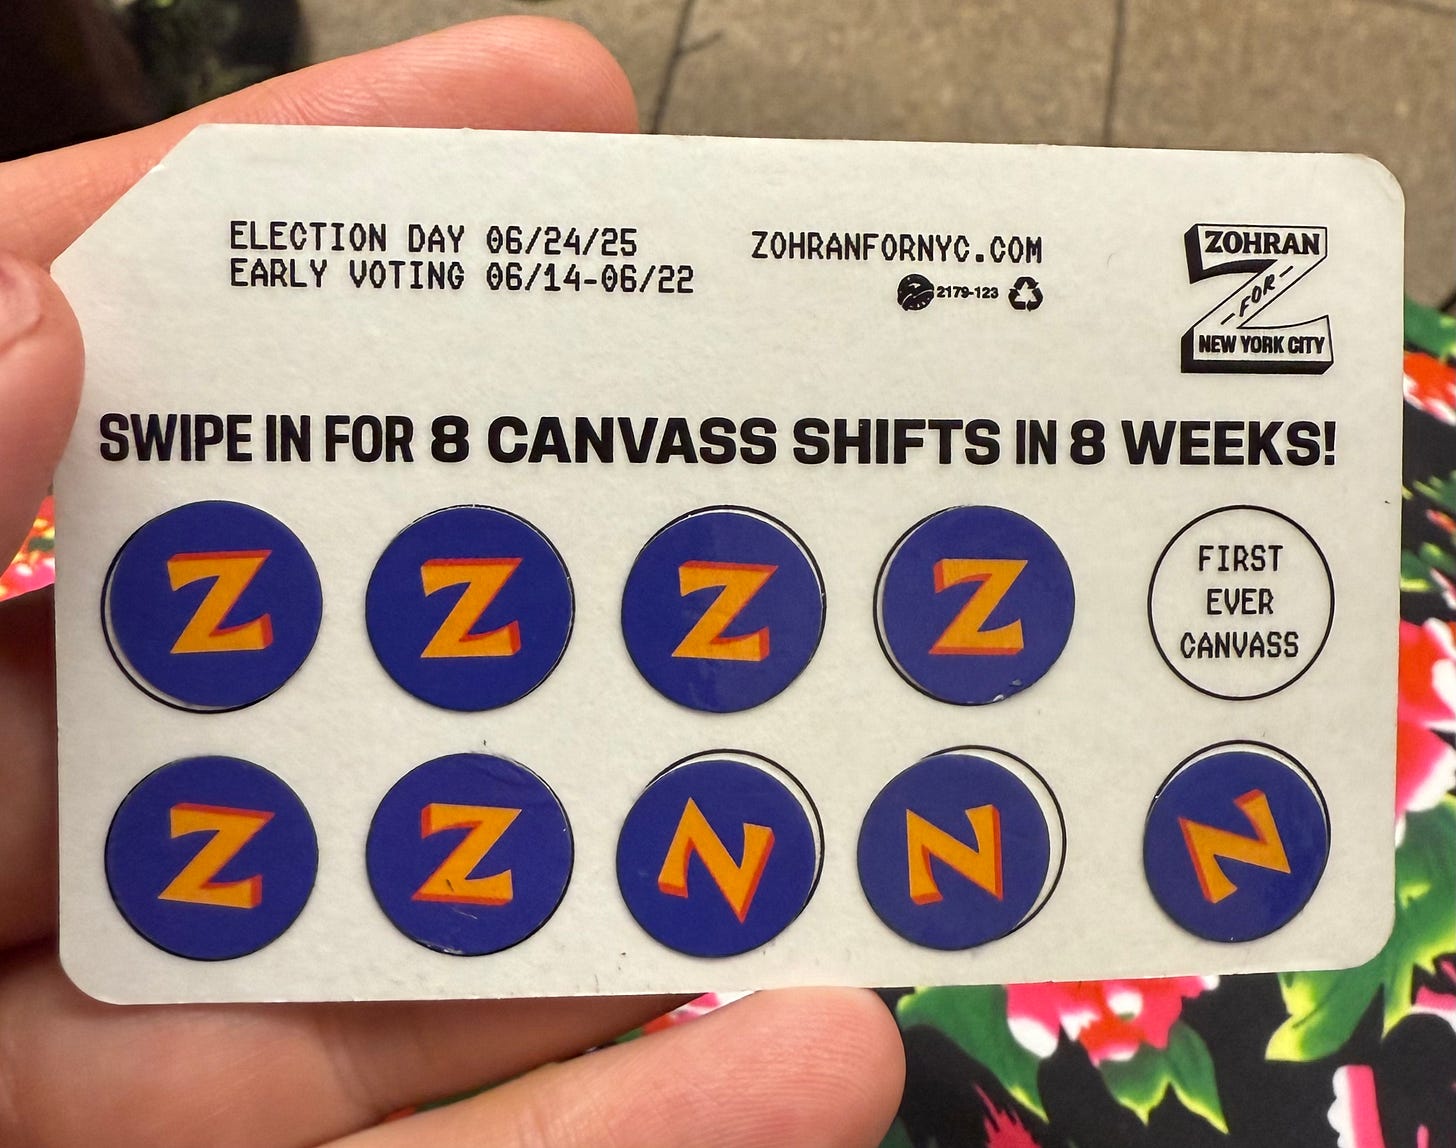 ELECTION DAY 06/24/25
EARLY VOTING 06/14-06/22
ZOHRANFORNYC.COM
2179-123
ZOHRAN
-FOR-
NEW YORK CITY
SWIPE IN FOR 8 CANVASS SHIFTS IN 8 WEEKS!
Z
Z
Z
Z
FIRST
EVER
CANVASS
Z
Z
Z
Z
Z